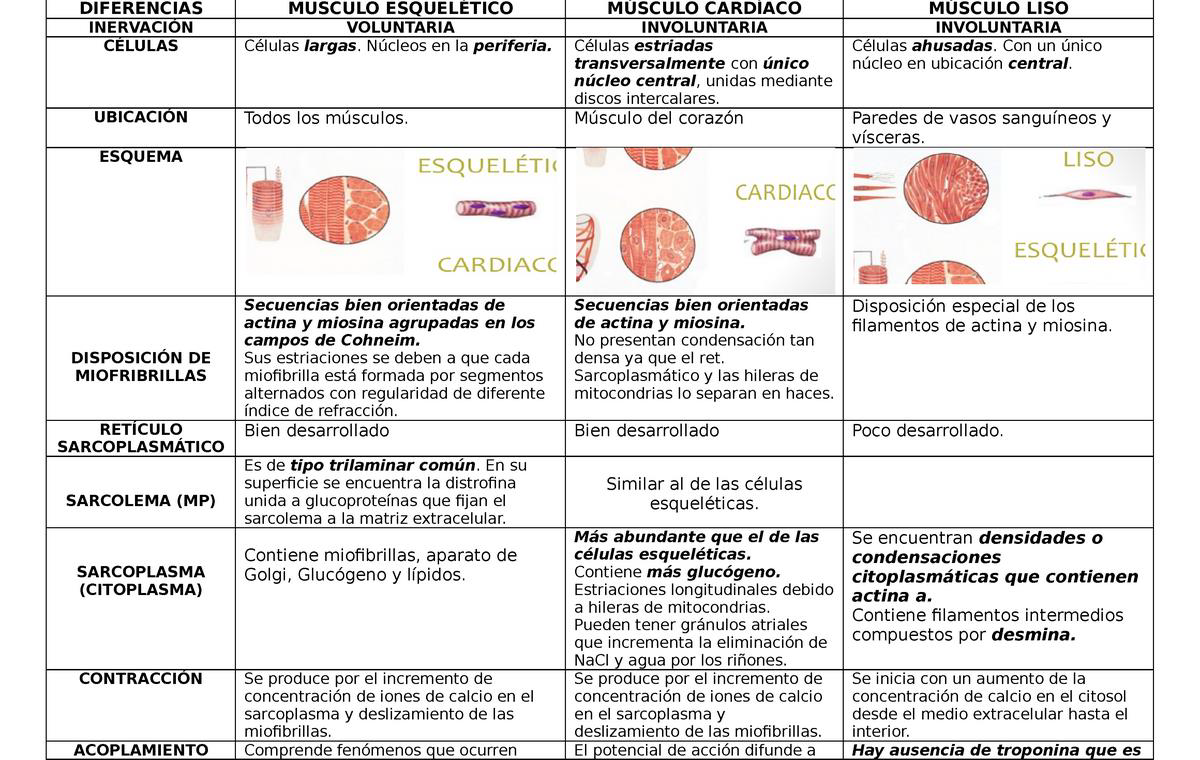 DIFERENCIAS MUSCULO ESQUELÉTICO MÚSCULO CARDÍACO MÚSCULO LISO
INERVACIÓN VOLUNTARIA INVOLUNTARIA INVOLUNTARIA
CÉLULAS
Células largas. Núcleos en la periferia.
Células estriadas
transversalmente con único
núcleo central, unidas mediante
discos intercalares.
Células ahusadas. Con un único
núcleo en ubicación central.
UBICACIÓN
Todos los músculos.
Músculo del corazón
Paredes de vasos sanguíneos y
vísceras.
ESQUEMA
ESQUELÉTIC
CARDIACC
CARDIACC
LISO
ESQUELÉTIC
DISPOSICIÓN DE
MIOFRIBRILLAS
Secuencias bien orientadas de
actina y miosina agrupadas en los
campos de Cohneim.
Sus estriaciones se deben a que cada
miofibrilla está formada por segmentos
alternados con regularidad de diferente
índice de refracción.
Secuencias bien orientadas
de actina y miosina.
No presentan condensación tan
densa ya que el ret.
Sarcoplasmático y las hileras de
mitocondrias lo separan en haces.
Disposición especial de los
filamentos de actina y miosina.
RETÍCULO
SARCOPLASMÁTICO
Bien desarrollado
Bien desarrollado
Poco desarrollado.
SARCOLEMA (MP)
Es de tipo trilaminar común. En su
superficie se encuentra la distrofina
unida a glucoproteínas que fijan el
sarcolema a la matriz extracelular.
Similar al de las células
esqueléticas.
SARCOPLASMA
(CITOPLASMA)
Contiene miofibrillas, aparato de
Golgi, Glucógeno y lípidos.
Más abundante que el de las
células esqueléticas.
Contiene más glucógeno.
Estriaciones longitudinales debido
a hileras de mitocondrias.
Pueden tener gránulos atriales
que incrementa la eliminación de
NaCl y agua por los riñones.
Se encuentran densidades o
condensaciones
citoplasmáticas que contienen
actina a.
Contiene filamentos intermedios
compuestos por desmina.
CONTRACCIÓN
Se produce por el incremento de
concentración de iones de calcio en el
sarcoplasma y deslizamiento de las
miofibrillas.
Se produce por el incremento de
concentración de iones de calcio
en el sarcoplasma y
deslizamiento de las miofibrillas.
Se inicia con un aumento de la
concentración de calcio en el citosol
desde el medio extracelular hasta el
interior.
ACOPLAMIENTO
Comprende fenómenos que ocurren
El potencial de acción difunde a
Hay ausencia de troponina que es